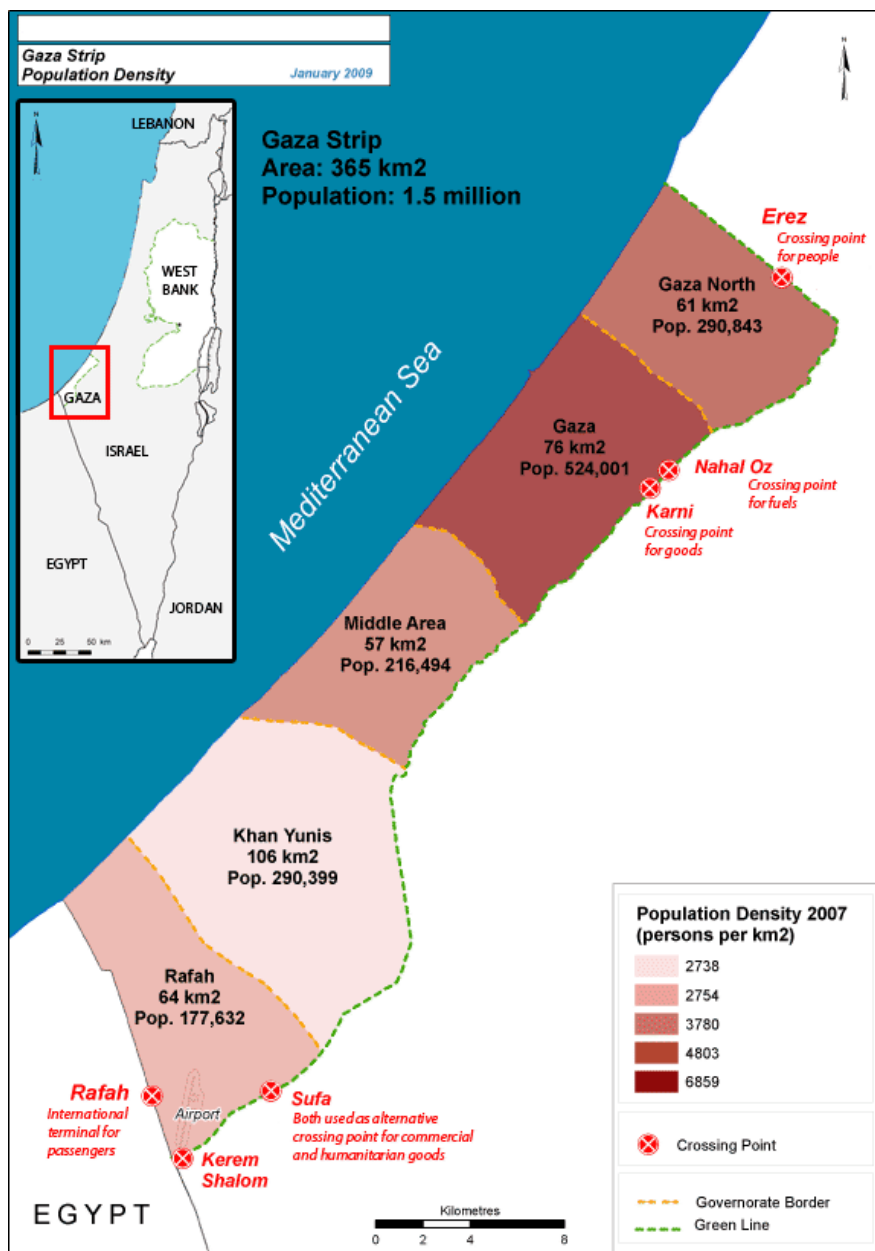 Gaza Strip
Population Density
January 2009
N
LEBANON
WEST
BANK
GAZA
ISRAEL
EGYPT
JORDAN
0 25 50 km
Gaza Strip
Area: 365 km2
Population: 1.5 million
N
Mediterranean Sea
Erez
Crossing point
for people
Gaza North
61 km2
Pop. 290,843
Gaza
76 km2
Pop. 524,001
Nahal Oz
Crossing point
for fuels
Karni
Crossing point
for goods
Middle Area
57 km2
Pop. 216,494
Khan Yunis
106 km2
Pop. 290,399
Rafah
64 km2
Pop. 177,632
Rafah
International
terminal for
passengers
Airport
Sufa
Both used as alternative
crossing point for commercial
and humanitarian goods
Kerem
Shalom
EGYPT
Kilometres
0 2 4 8
Population Density 2007
(persons per km2)
2738
2754
3780
4803
6859
Crossing Point
Governorate Border
Green Line